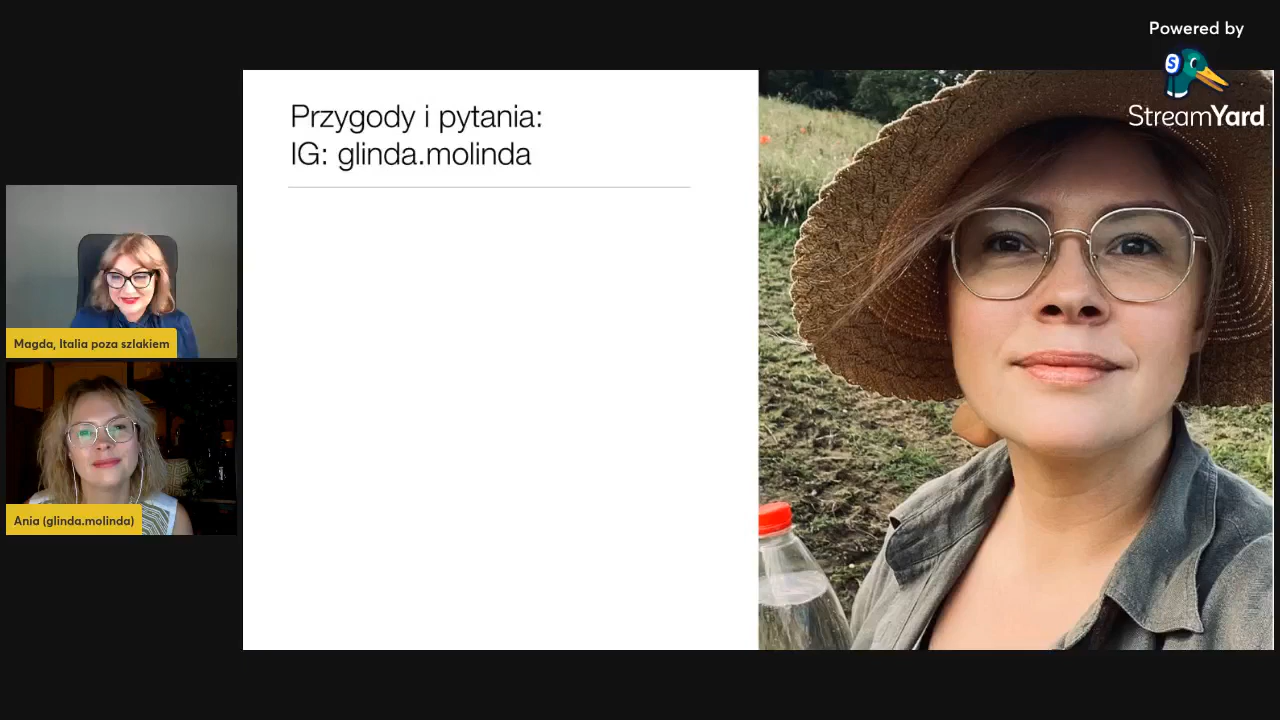 Powered by
StreamYard
Przygody i pytania:
IG: glinda.molinda
Magda, Italia poza szlakiem
Ania (glinda.molinda)